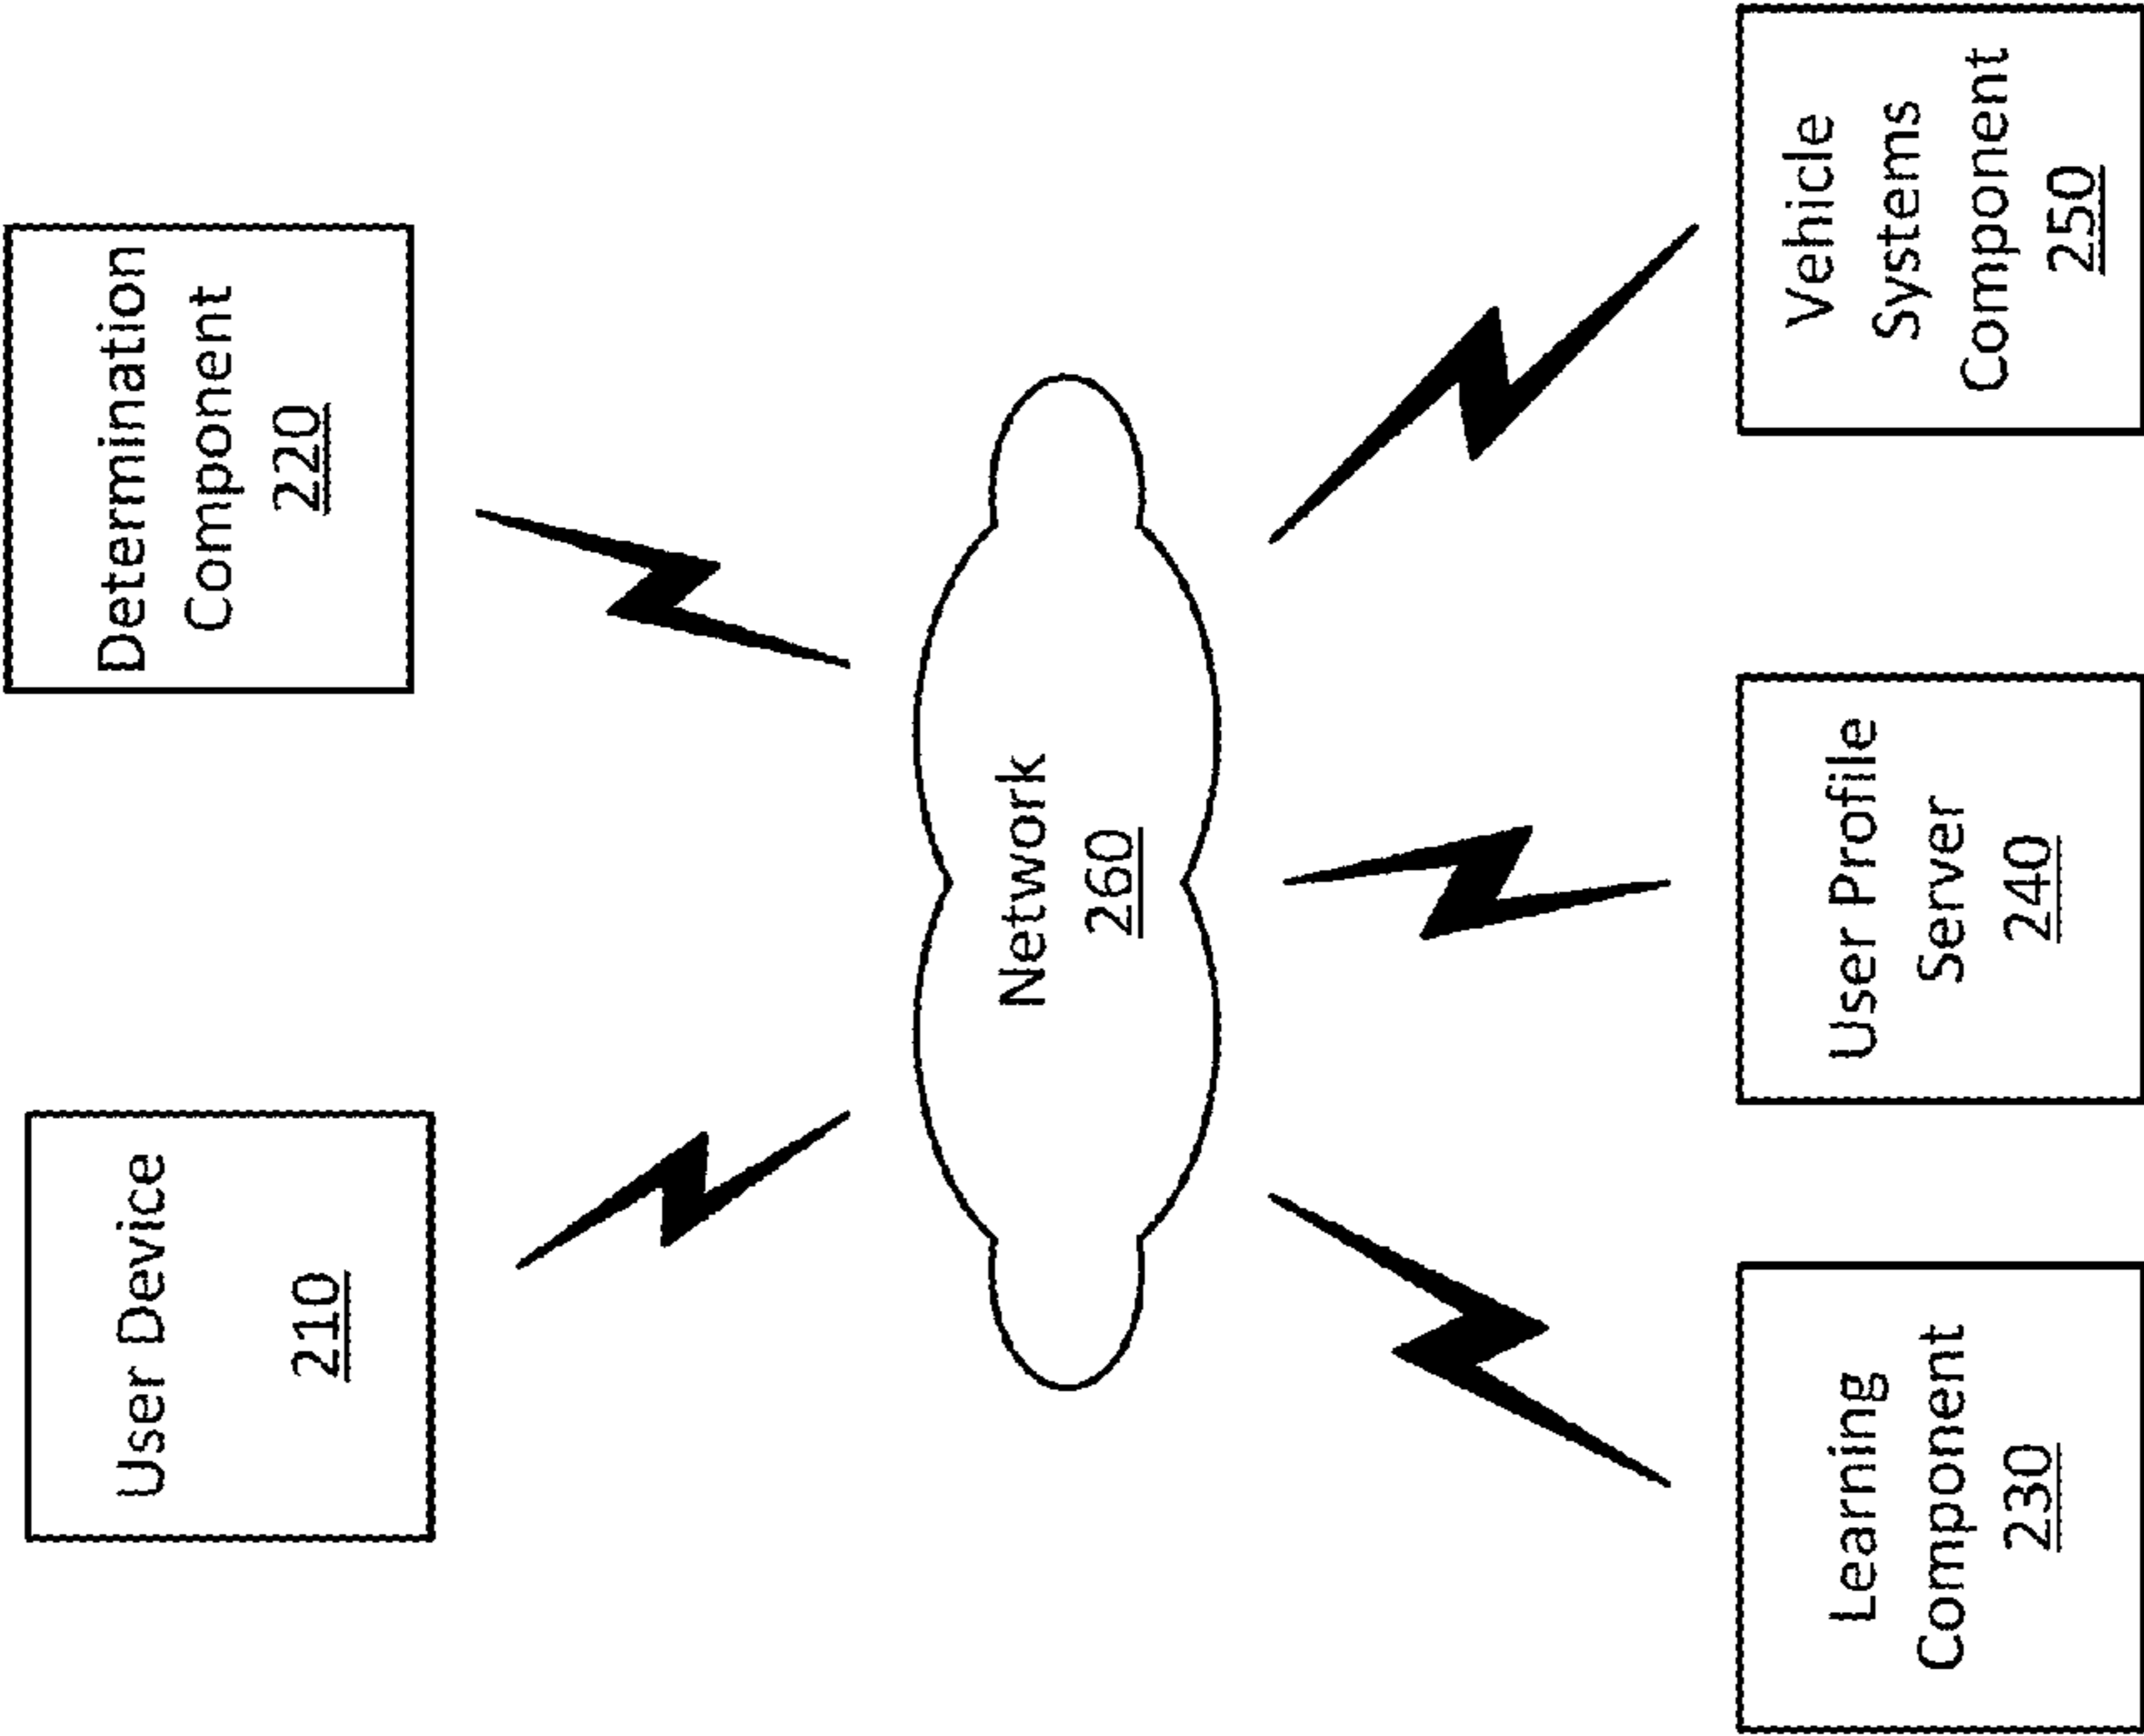 User Device
210
Determination
Component
220
Network
260
Learning
Component
230
User Profile
Server
240
Vehicle
Systems
Component
250